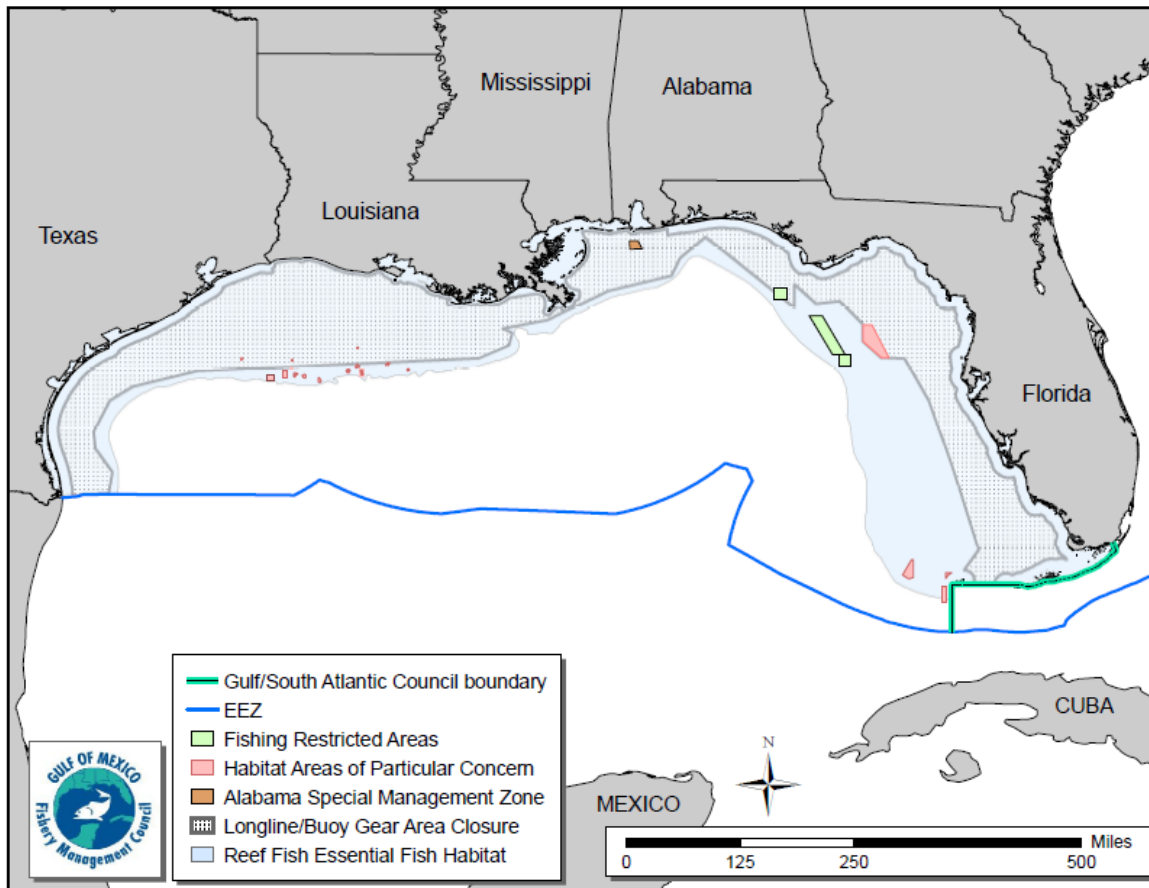 Mississippi
Alabama
Louisiana
Texas
Florida
Gulf/South Atlantic Council boundary
EEZ
Fishing Restricted Areas
Habitat Areas of Particular Concern
Alabama Special Management Zone
Longline/Buoy Gear Area Closure
Reef Fish Essential Fish Habitat
GULF OF MEXICO
Fishery Management Council
CUBA
N
MEXICO
Miles
0 125 250 500